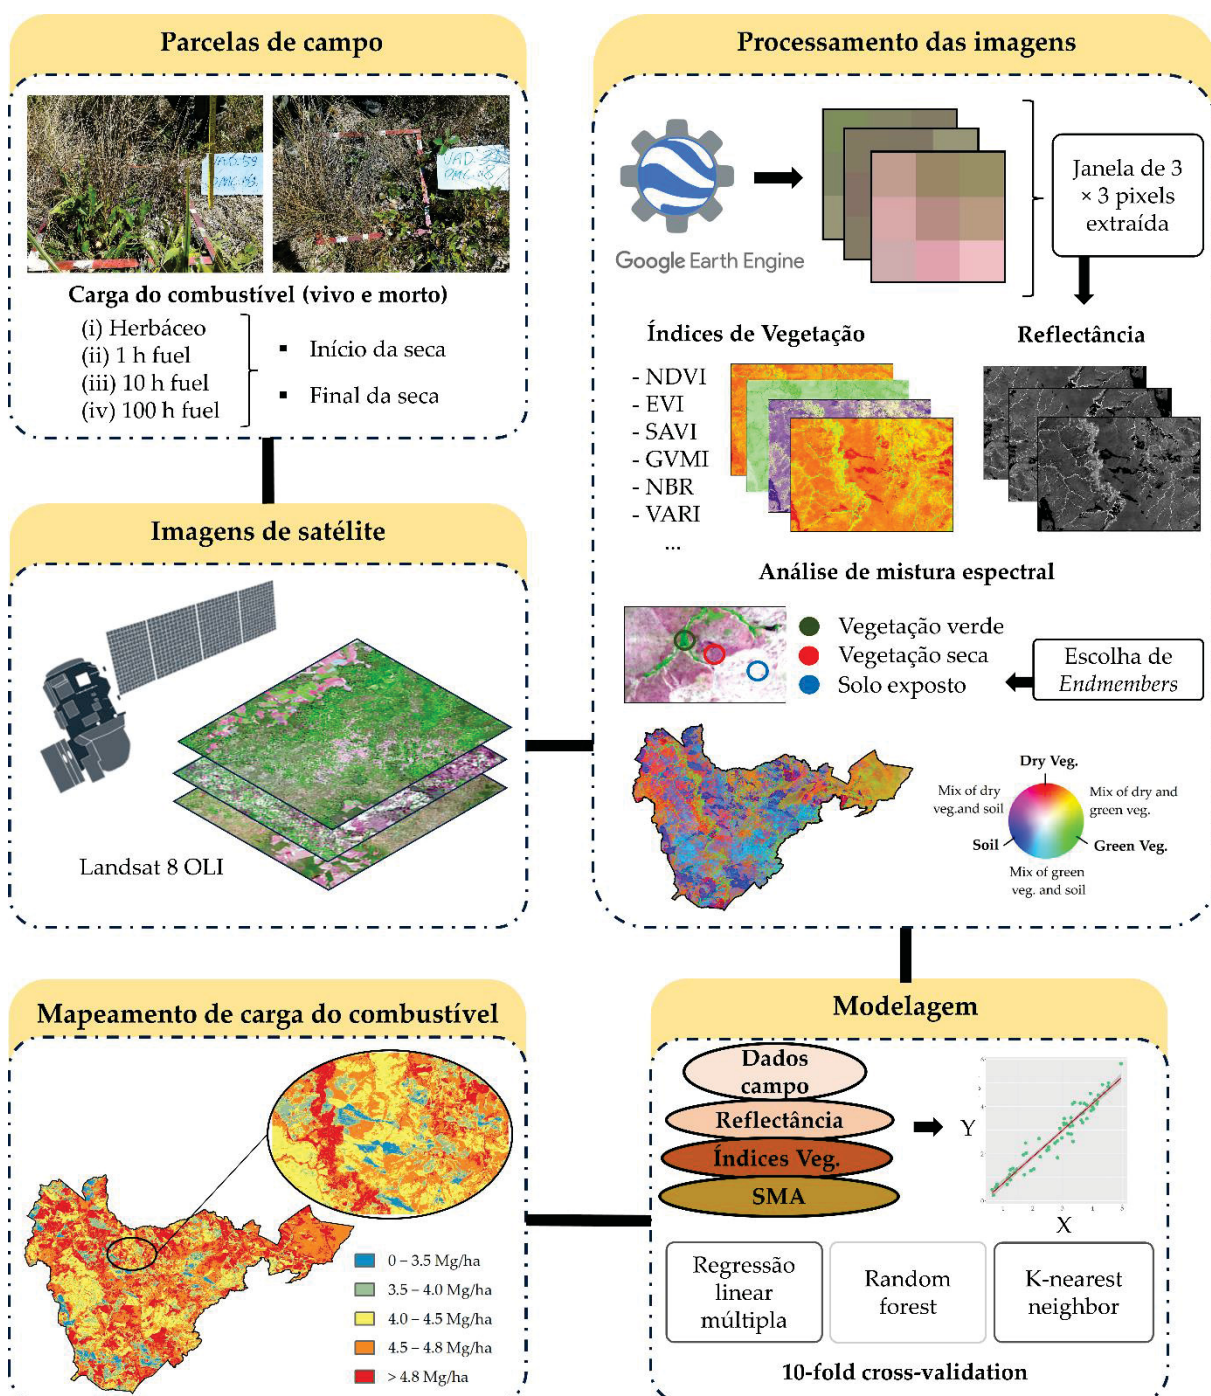 Parcelas de campo
VAD. 59
Carga do combustível (vivo e morto)
(i) Herbáceo
(ii) 1 h fuel
(iii) 10 h fuel
(iv) 100 h fuel
▪ Início da seca
▪ Final da seca
Imagens de satélite
Landsat 8 OLI
Processamento das imagens
Google Earth Engine
Janela de 3
× 3 pixels
extraída
Índices de Vegetação
- NDVI
- EVI
- SAVI
- GVMI
- NBR
- VARI
...
Reflectância
Análise de mistura espectral
Vegetação verde
Vegetação seca
Solo exposto
Escolha de
Endmembers
Dry Veg.
Mix of dry
veg.and soil
Mix of dry and
green veg.
Soil
Green Veg.
Mix of green
veg. and soil
Mapeamento de carga do combustível
0 – 3.5 Mg/ha
3.5 – 4.0 Mg/ha
4.0 – 4.5 Mg/ha
4.5 – 4.8 Mg/ha
> 4.8 Mg/ha
Modelagem
Dados
campo
Reflectância
Índices Veg.
SMA
Y
X
Regressão
linear
múltipla
Random
forest
K-nearest
neighbor
10-fold cross-validation